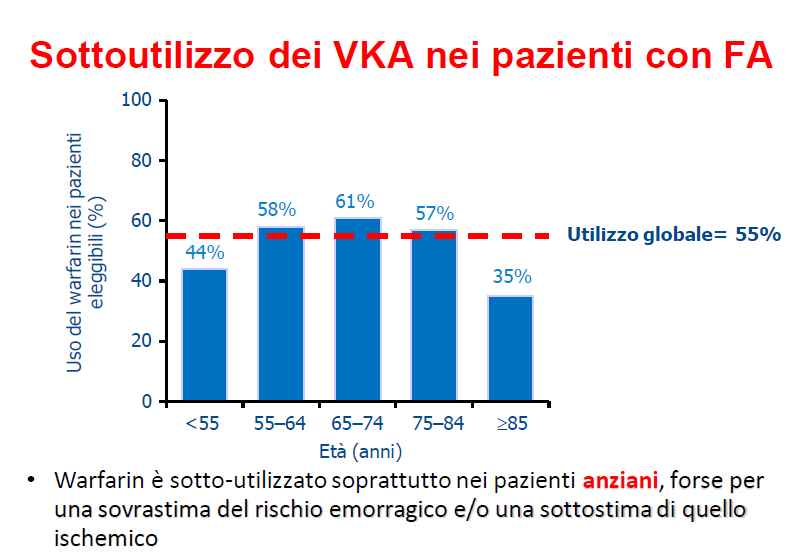 Sottoutilizzo dei VKA nei pazienti con FA
Uso del warfarin nei pazienti
eleggibili (%)
100
80
60
40
20
0
44%
58%
61%
57%
35%
Utilizzo globale= 55%
<55
55–64
65–74
75–84
≥85
Età (anni)
• Warfarin è sotto-utilizzato soprattutto nei pazienti anziani, forse per
una sovrastima del rischio emorragico e/o una sottostima di quello
ischemico